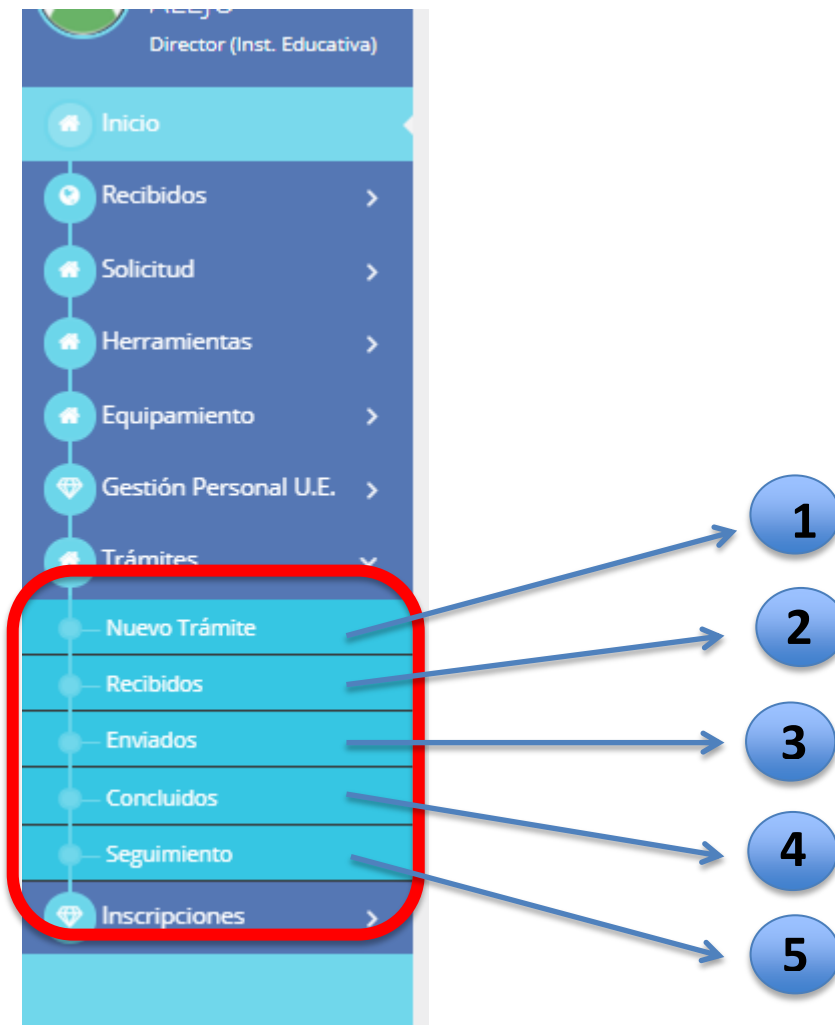 Director (Inst. Educativa)
Inicio
Recibidos
Solicitud
Herramientas
Equipamiento
Gestión Personal U.E.
Trámites
Nuevo Trámite
Recibidos
Enviados
Concluidos
Seguimiento
Inscripciones
1
2
3
4
5